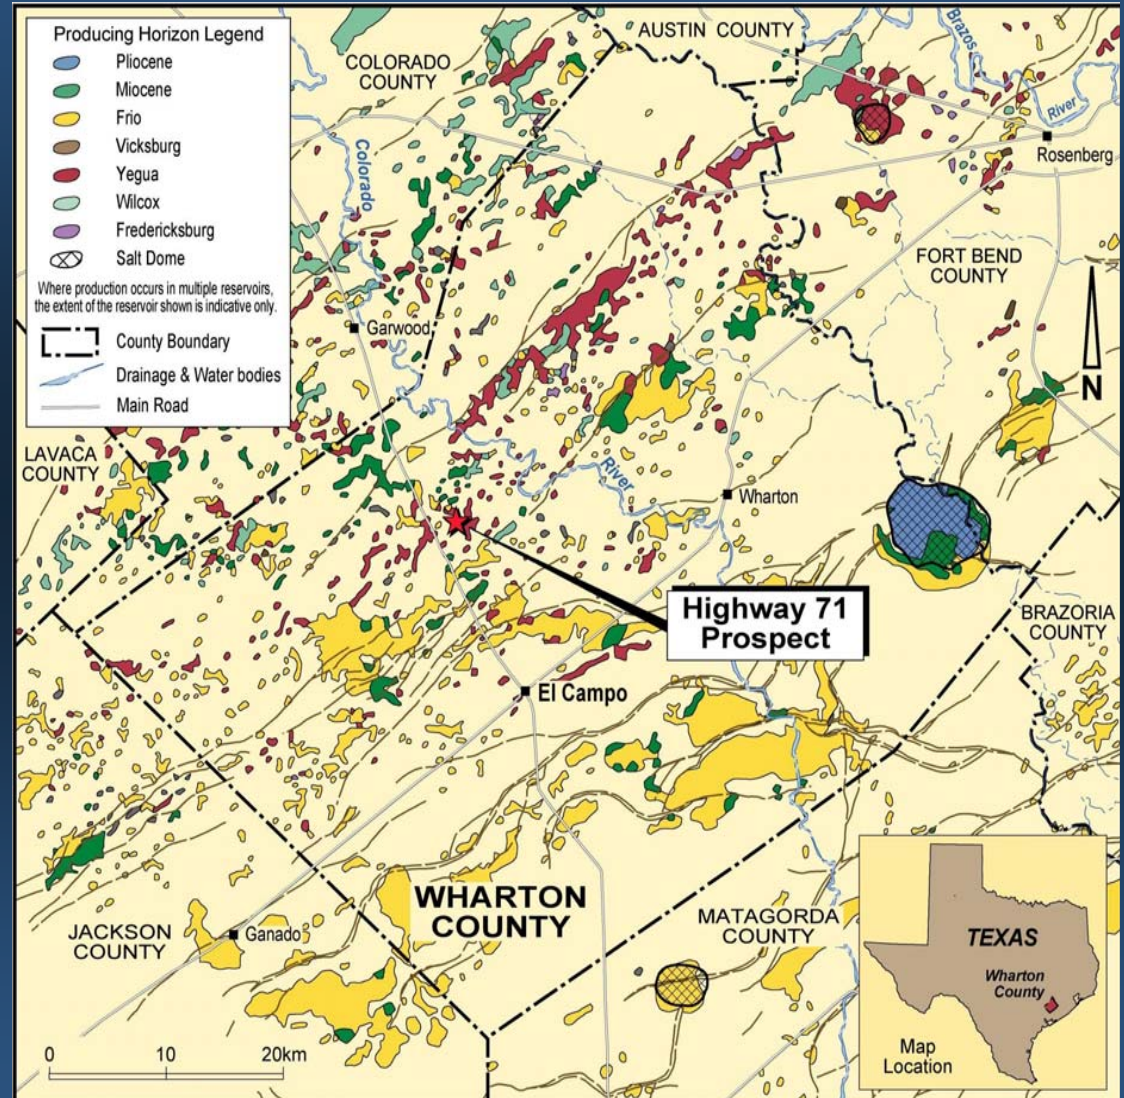 Producing Horizon Legend
Pliocene
Miocene
Frio
Vicksburg
Yegua
Wilcox
Fredericksburg
Salt Dome
Where production occurs in multiple reservoirs,
the extent of the reservoir shown is indicative only.
County Boundary
Drainage & Water bodies
Main Road
COLORADO
COUNTY
AUSTIN COUNTY
Brazos
River
Rosenberg
Colorado
FORT BEND
COUNTY
Garwood
N
LAVACA
COUNTY
River
Wharton
Highway 71
Prospect
BRAZORIA
COUNTY
El Campo
WHARTON
COUNTY
MATAGORDA
COUNTY
JACKSON
COUNTY
Ganado
TEXAS
Wharton
County
Map
Location
0 10 20km